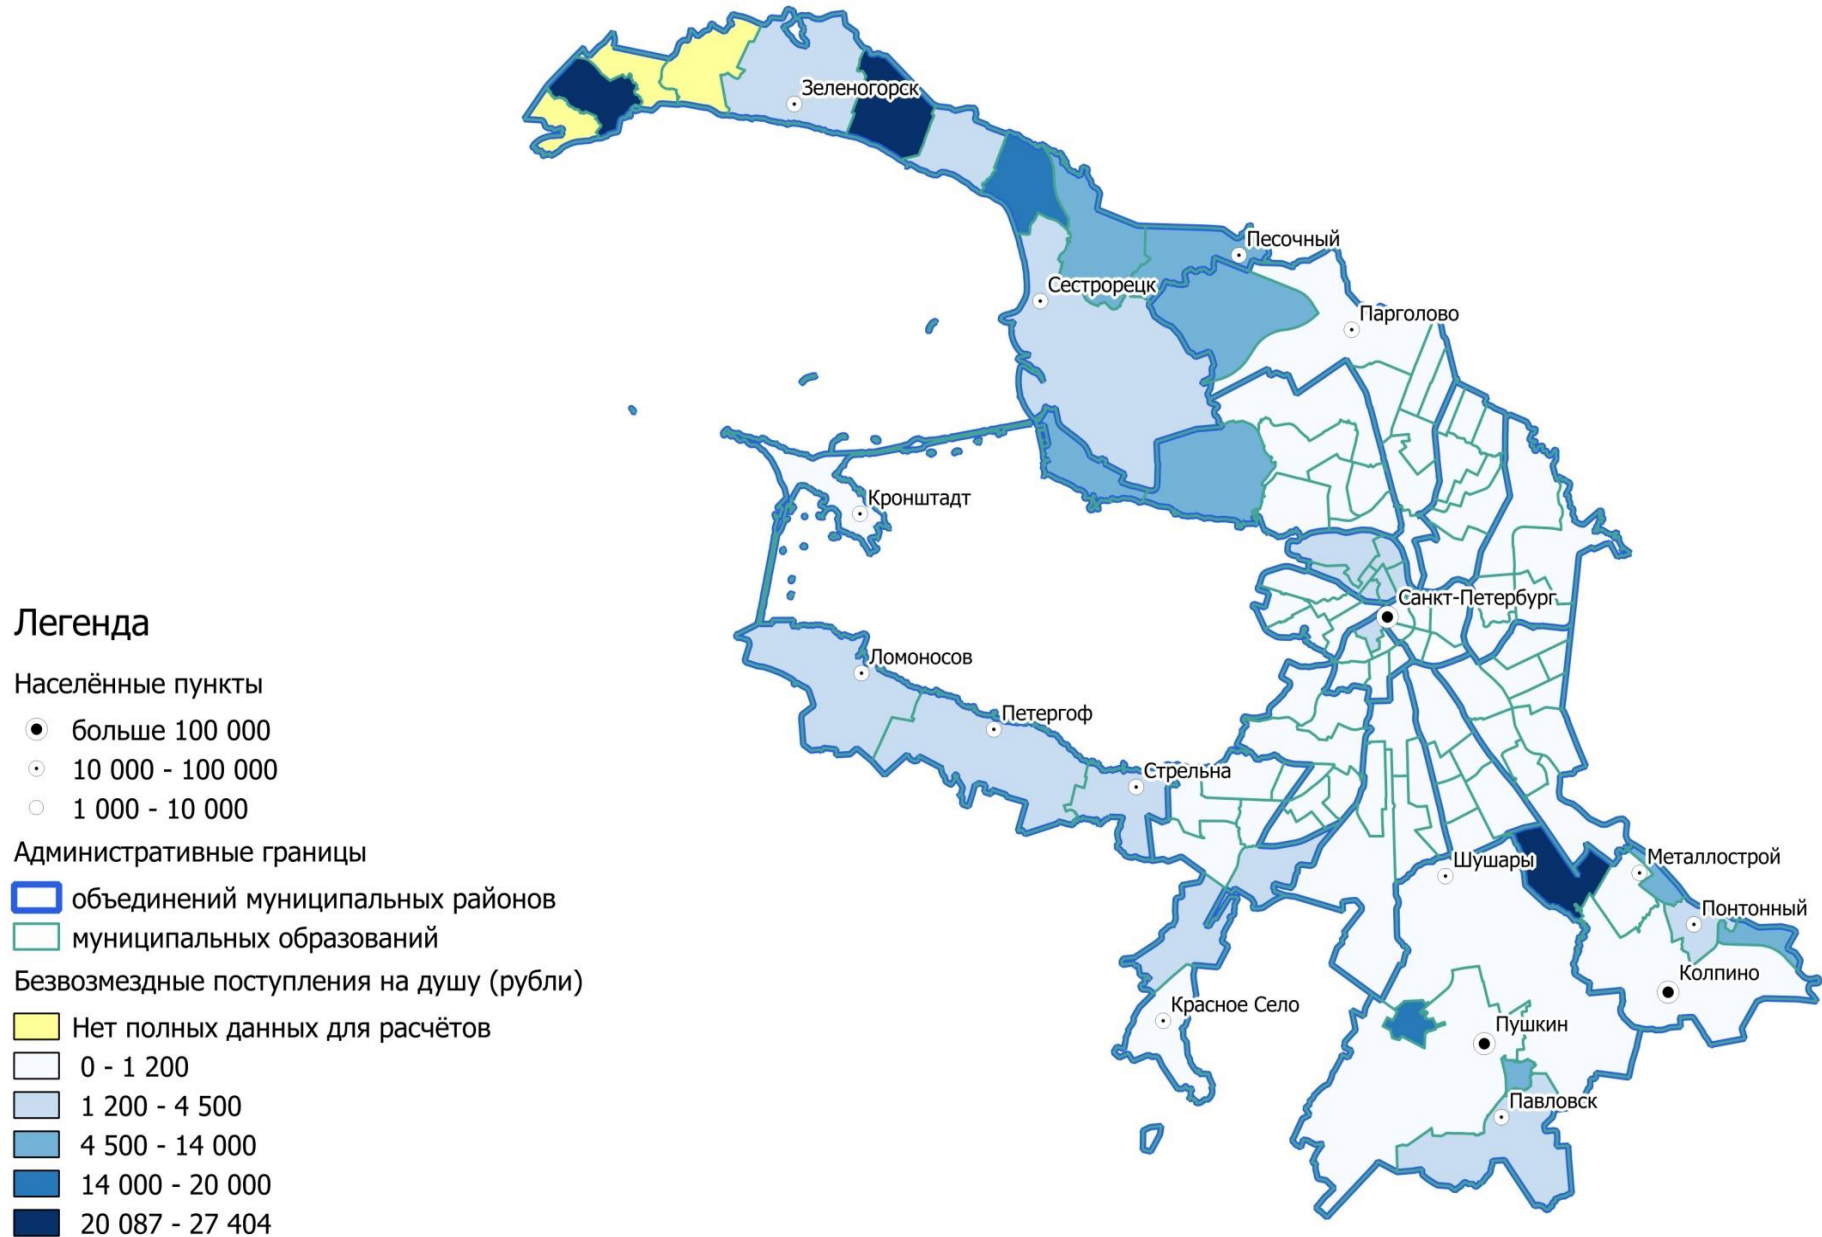 Зеленогорск
Песочный
Сестрорецк
Парголово
Кронштадт
Санкт-Петербург
Ломоносов
Петергоф
Стрельна
Шушары
Металлострой
Понтонный
Колпино
Красное Село
Пушкин
Павловск
Легенда
Населённые пункты
больше 100 000
10 000 - 100 000
1 000 - 10 000
Административные границы
объединений муниципальных районов
муниципальных образований
Безвозмездные поступления на душу (рубли)
Нет полных данных для расчётов
0 - 1 200
1 200 - 4 500
4 500 - 14 000
14 000 - 20 000
20 087 - 27 404